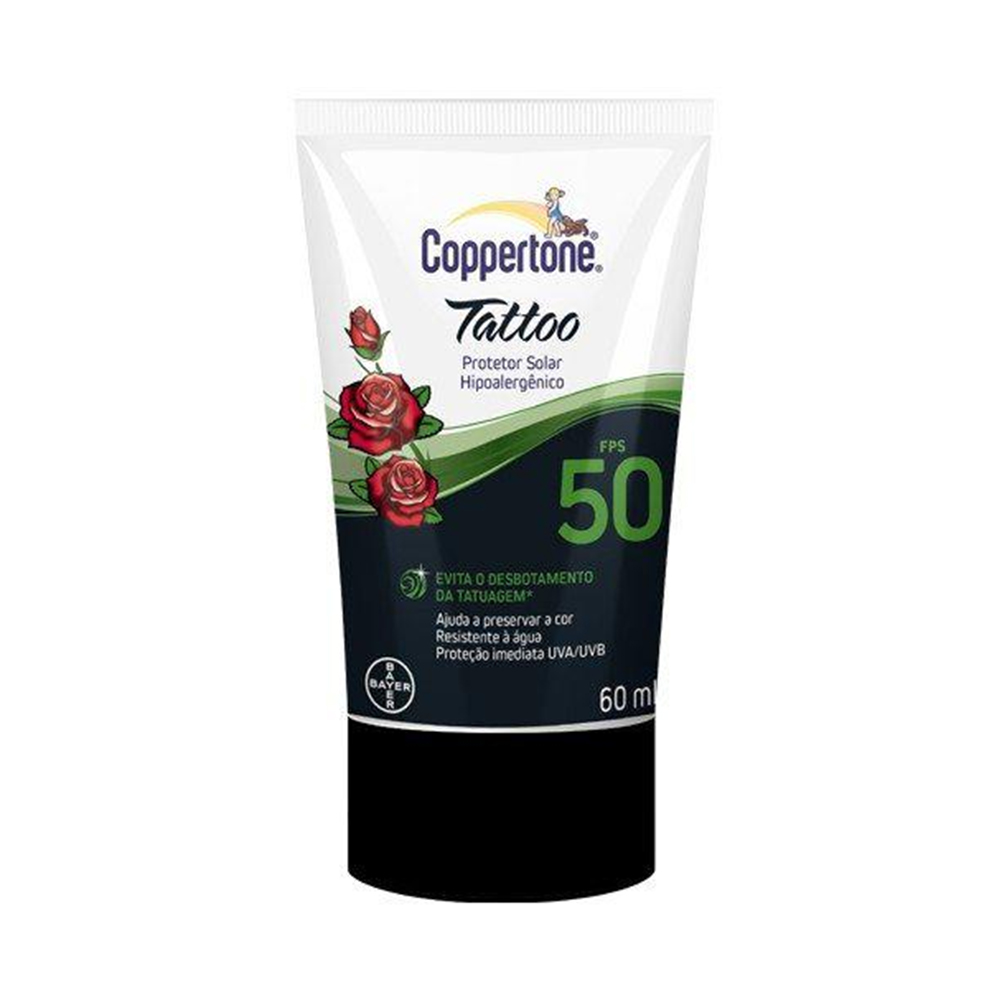 Coppertone®
Tattoo
Protetor Solar
Hipoalergênico
FPS
50
EVITA O DESBOTAMENTO
DA TATUAGEM*
Ajuda a preservar a cor
Resistente à água
Proteção imediata UVA/UVB
BAYER
BAYER
60 ml